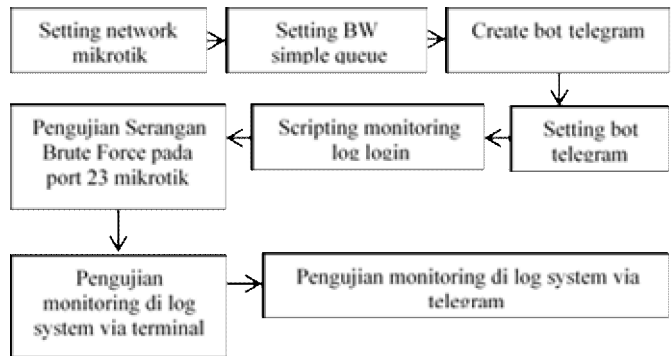 Setting network
mikrotik
Setting BW
simple queue
Create bot telegram
Setting bot
telegram
Scripting monitoring
log login
Pengujian Serangan
Brute Force pada
port 23 mikrotik
Pengujian
monitoring di log
system via terminal
Pengujian monitoring di log system via
telegram